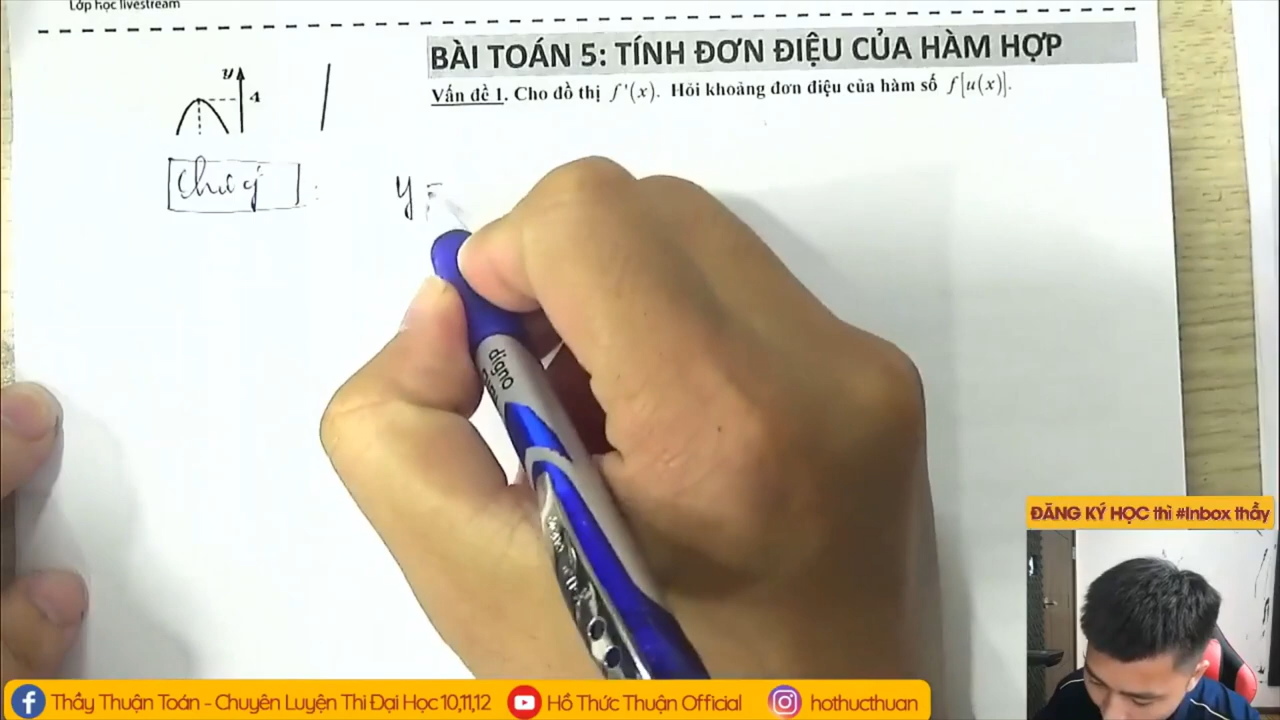 Lớp học livestream
BÀI TOÁN 5: TÍNH ĐƠN ĐIỆU CỦA HÀM HỢP
Vấn đề 1. Cho đồ thị f'(x). Hỏi khoảng đơn điệu của hàm số f[u(x)].
y
4
Chú ý :
y =
digno
ĐĂNG KÝ HỌC thì #Inbox thầy
Thầy Thuận Toán - Chuyên Luyện Thi Đại Học 10,11,12
Hồ Thức Thuận Official
hothucthuan